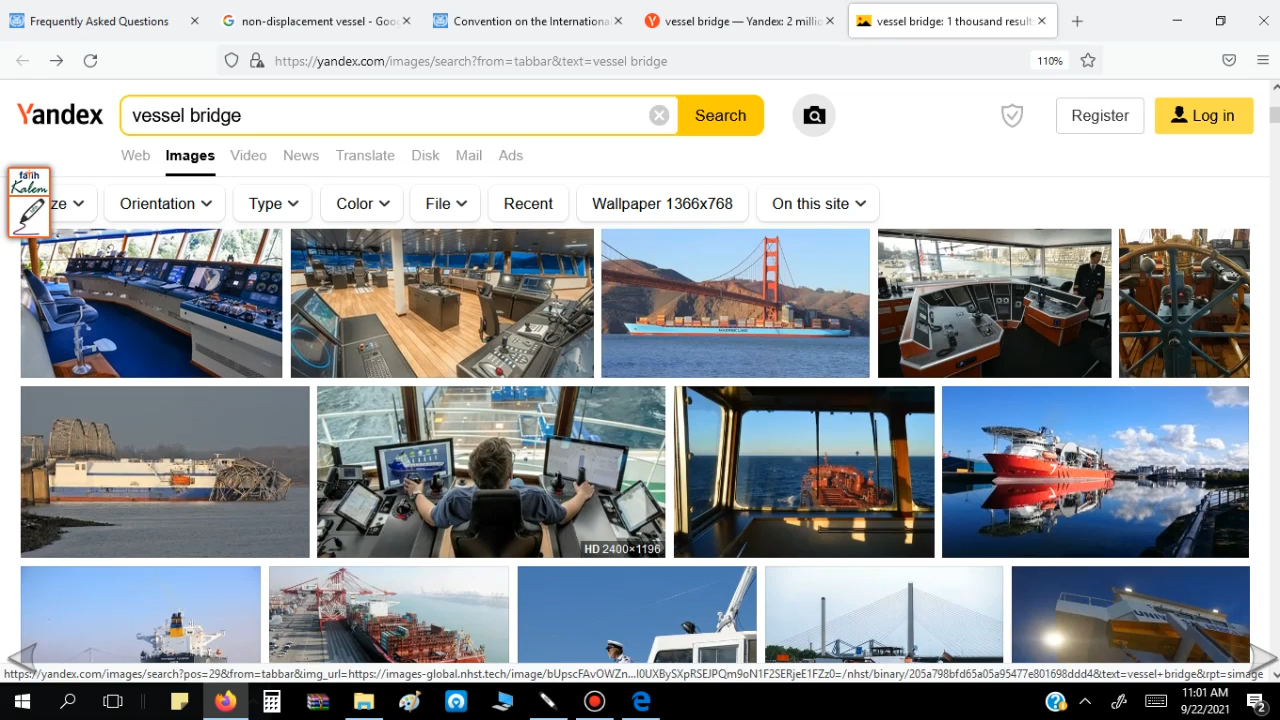 Frequently Asked Questions
non-displacement vessel - Goo
Convention on the Internationa
vessel bridge — Yandex: 2 millio
vessel bridge: 1 thousand result
https://yandex.com/images/search?from=tabbar&text=vessel bridge
110%
Yandex
vessel bridge
Search
Register
Log in
Web
Images
Video
News
Translate
Disk
Mail
Ads
fatih
Kalem
ze
Orientation
Type
Color
File
Recent
Wallpaper 1366x768
On this site
MAERSK LINE
HD 2400×1196
https://yandex.com/images/search?pos=29&from=tabbar&img_url=https://images-global.nhst.tech/image/bUpscFAvOWZn...I0UXBySXpRSEJPQm9oN1F2SERjeE1FZz0=/nhst/binary/205a798bfd65a05a95477e801698ddd4&text=vessel+bridge&rpt=simage
11:01 AM
9/22/2021
2